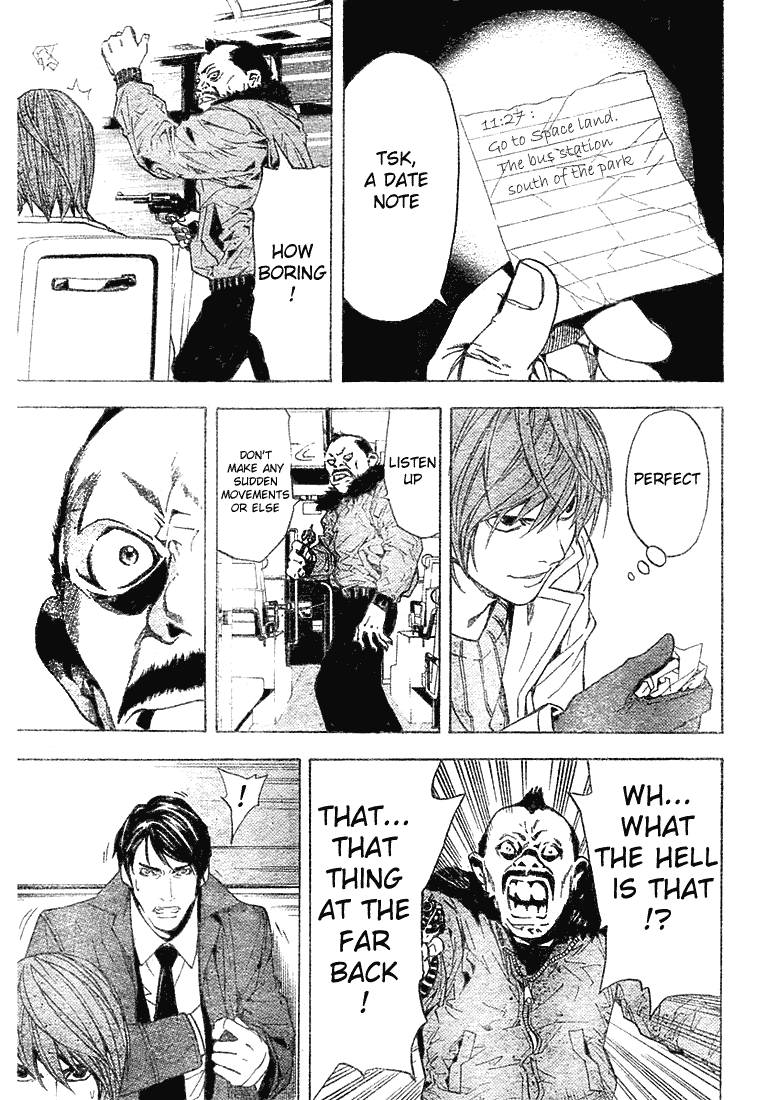 11:27:
Go to Space land.
The bus station
south of the park
TSK,
A DATE
NOTE
HOW
BORING
!
PERFECT
LISTEN
UP
DON'T
MAKE ANY
SUDDEN
MOVEMENTS
OR ELSE
WH...
WHAT
THE HELL
IS THAT
!?
THAT...
THAT
THING
AT THE
FAR
BACK
!
!